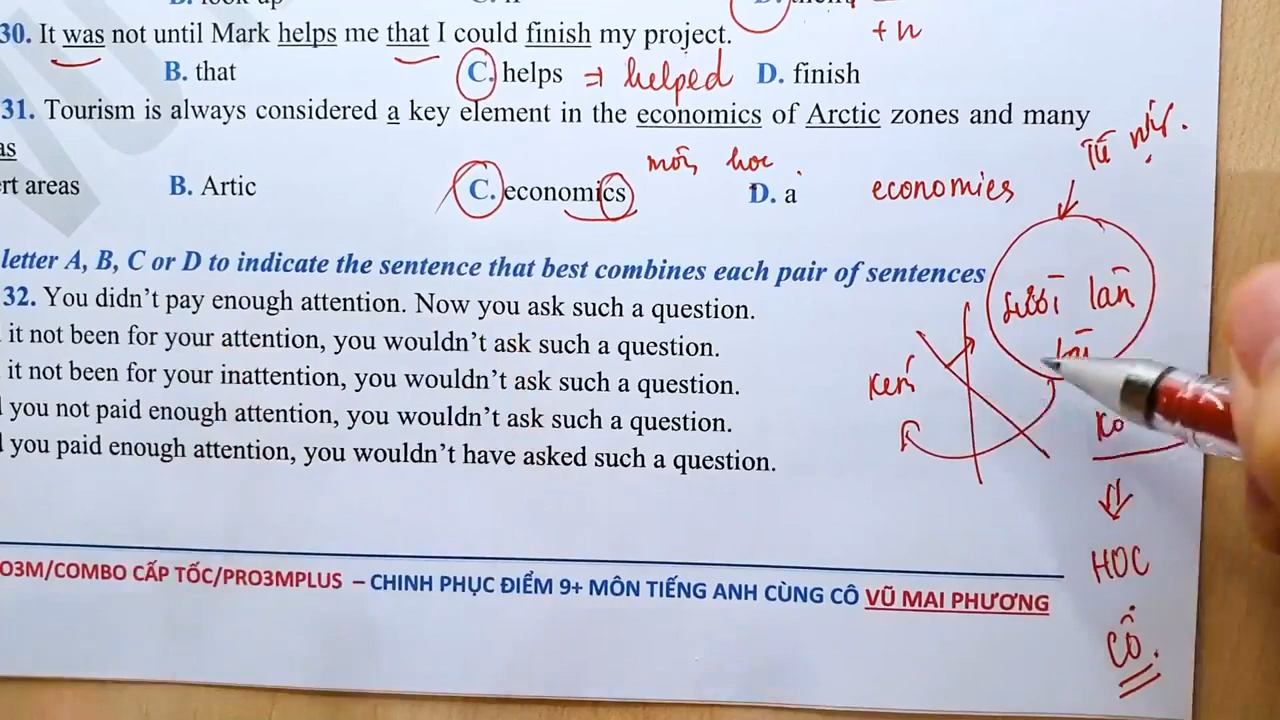 30. It was not until Mark helps me that I could finish my project.
+ n
B. that C. helps ⇒ helped D. finish
31. Tourism is always considered a key element in the economics of Arctic zones and many
as
môn học
rt areas B. Artic C. economics D. a economies
letter A, B, C or D to indicate the sentence that best combines each pair of sentences
32. You didn't pay enough attention. Now you ask such a question.
it not been for your attention, you wouldn't ask such a question.
it not been for your inattention, you wouldn't ask such a question.
you not paid enough attention, you wouldn't ask such a question.
you paid enough attention, you wouldn't have asked such a question.
HOC
CÔ.
O3M/COMBO CẤP TỐC/PRO3MPLUS – CHINH PHỤC ĐIỂM 9+ MÔN TIẾNG ANH CÙNG CÔ VŨ MAI PHƯƠNG